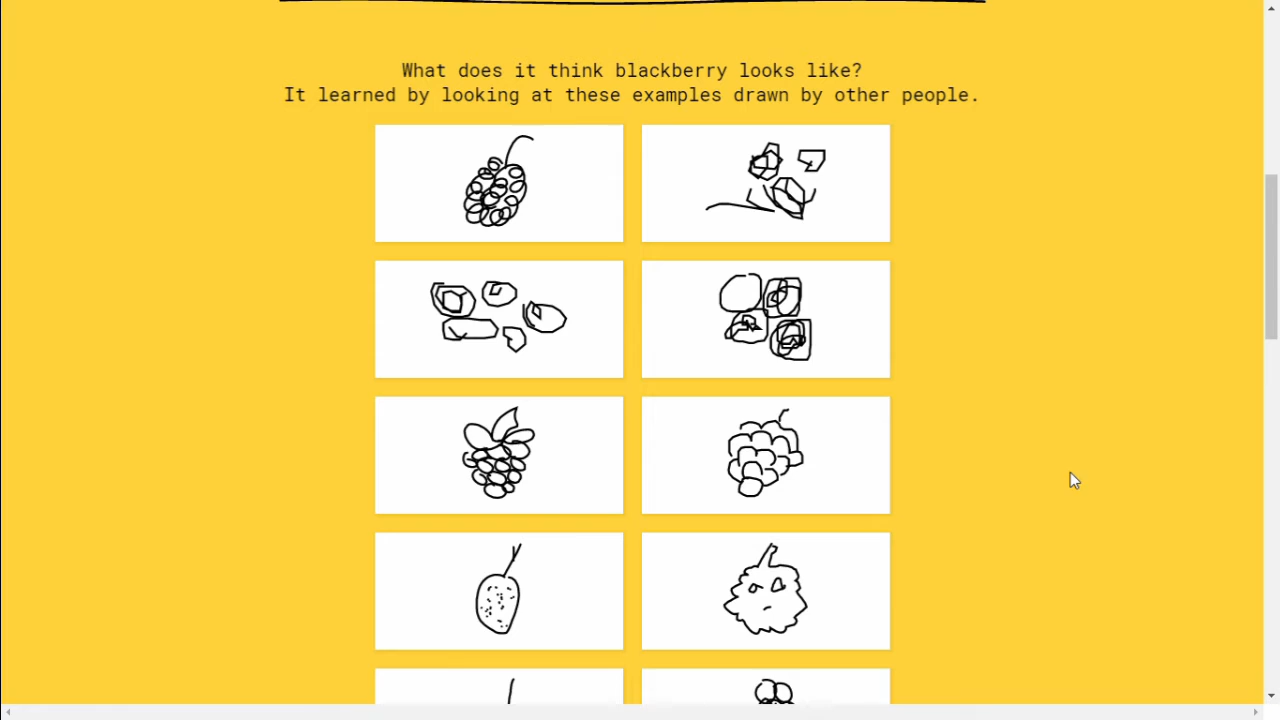 What does it think blackberry looks like?
It learned by looking at these examples drawn by other people.